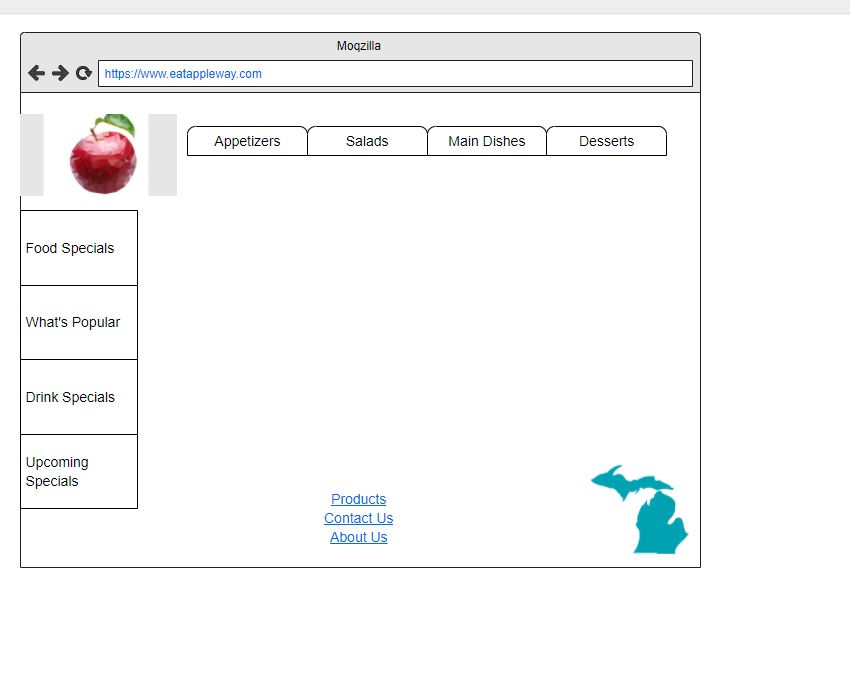 Moqzilla
https://www.eatappleway.com
Appetizers
Salads
Main Dishes
Desserts
Food Specials
What's Popular
Drink Specials
Upcoming
Specials
Products
Contact Us
About Us